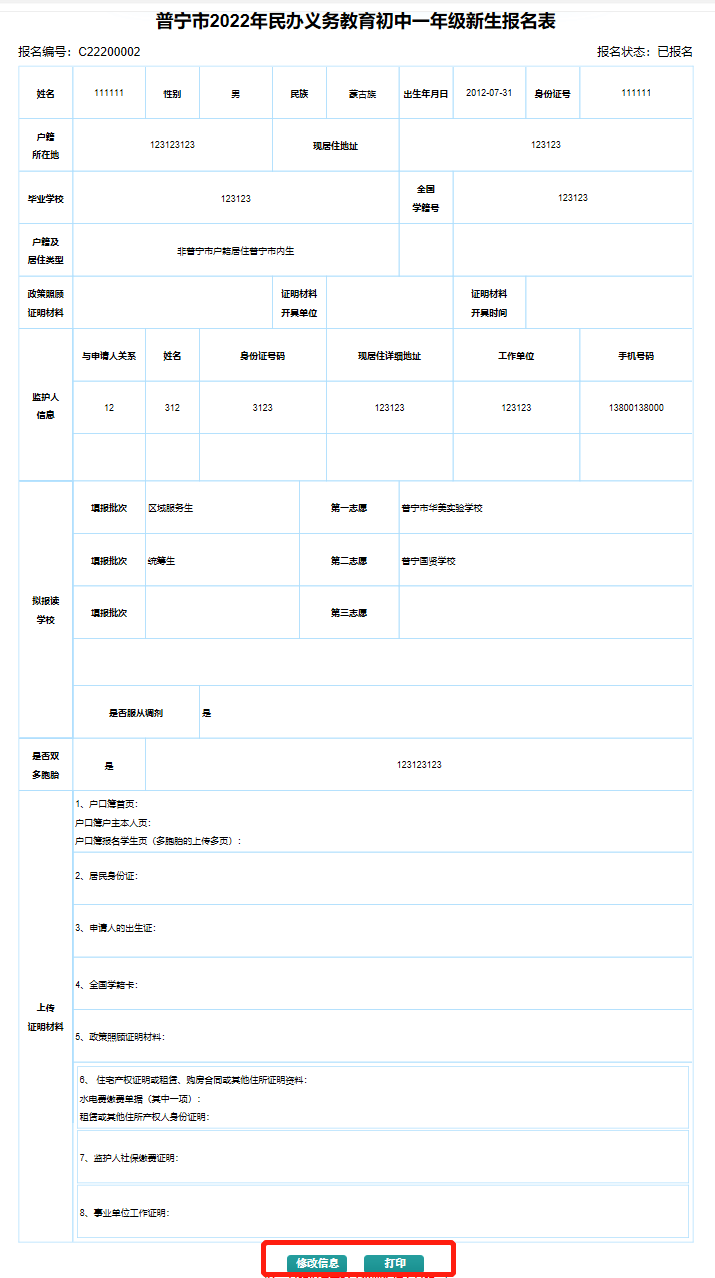 普宁市2022年民办义务教育初中一年级新生报名表
报名编号：C22200002 报名状态：已报名
姓名 111111 性别 男 民族 蒙古族 出生年月日 2012-07-31 身份证号 111111
户籍
所在地 123123123 现居住地址 123123
毕业学校 123123 全国
学籍号 123123
户籍及
居住类型 非普宁市户籍居住普宁市内生
政策照顾
证明材料 证明材料
开具单位 证明材料
开具时间
监护人
信息
与申请人关系 姓名 身份证号码 现居住详细地址 工作单位 手机号码
12 312 3123 123123 123123 13800138000
拟报读
学校
填报批次 区域服务生 第一志愿 普宁市华美实验学校
填报批次 统筹生 第二志愿 普宁国贤学校
填报批次 第三志愿
是否服从调剂 是
是否双
多胞胎 是 123123123
上传
证明材料
1、户口簿首页：
户口簿户主本人页：
户口簿报名学生页（多胞胎的上传多页）：
2、居民身份证：
3、申请人的出生证：
4、全国学籍卡：
5、政策照顾证明材料：
6、 住宅产权证明或租赁、购房合同或其他住所证明资料：
水电费缴费单据（其中一项）：
租赁或其他住所产权人身份证明：
7、监护人社保缴费证明：
8、事业单位工作证明：
修改信息 打印